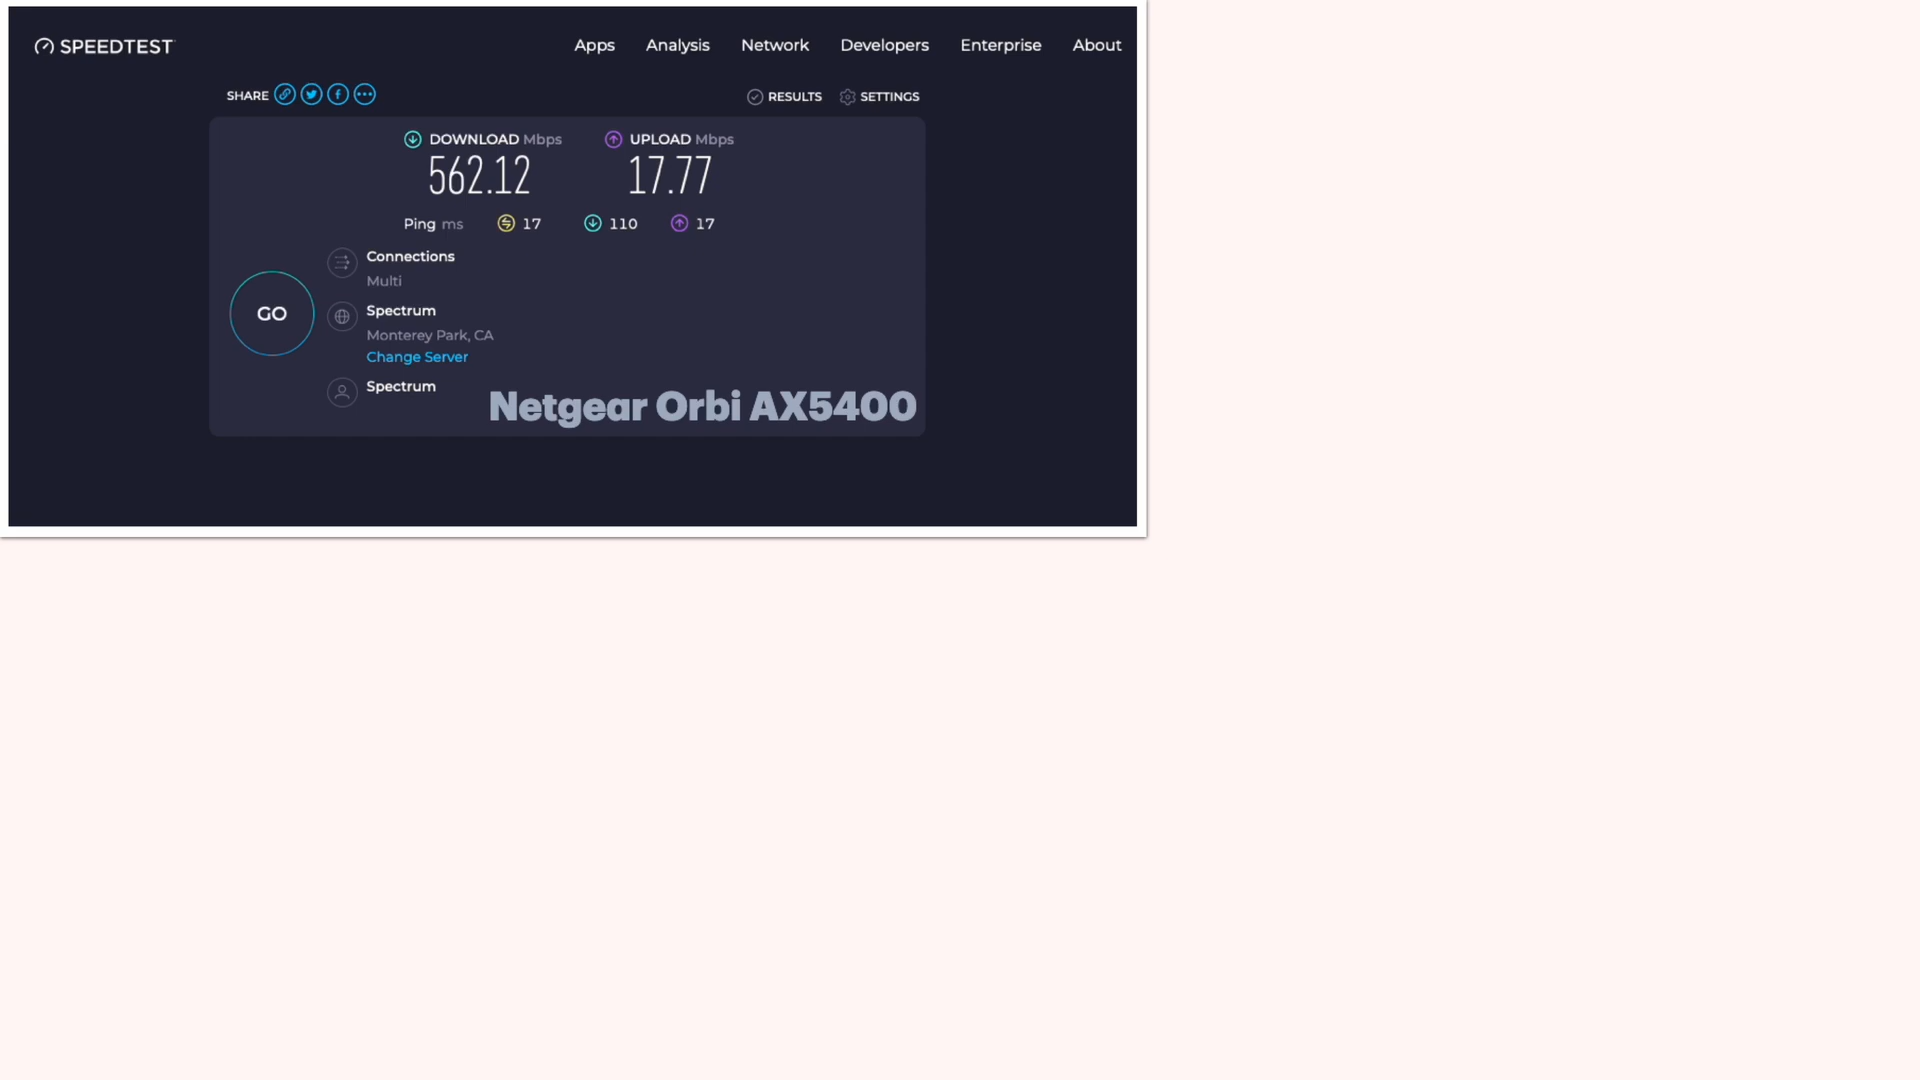 SPEEDTEST
Apps Analysis Network Developers Enterprise About
SHARE RESULTS SETTINGS
DOWNLOAD Mbps UPLOAD Mbps
562.12 17.77
Ping ms 17 110 17
Connections
Multi
GO
Spectrum
Monterey Park, CA
Change Server
Spectrum
Netgear Orbi AX5400